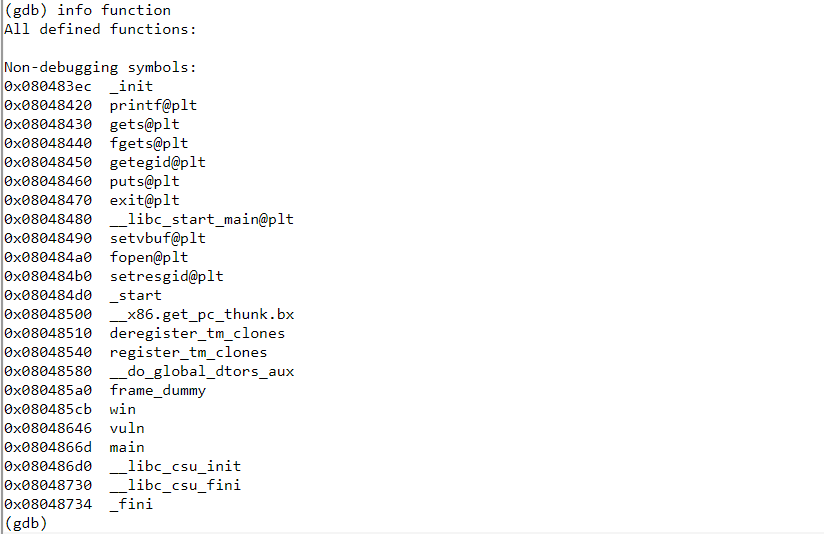 (gdb) info function
All defined functions:
Non-debugging symbols:
0x080483ec  _init
0x08048420  printf@plt
0x08048430  gets@plt
0x08048440  fgets@plt
0x08048450  getegid@plt
0x08048460  puts@plt
0x08048470  exit@plt
0x08048480  __libc_start_main@plt
0x08048490  setvbuf@plt
0x080484a0  fopen@plt
0x080484b0  setresgid@plt
0x080484d0  _start
0x08048500  __x86.get_pc_thunk.bx
0x08048510  deregister_tm_clones
0x08048540  register_tm_clones
0x08048580  __do_global_dtors_aux
0x080485a0  frame_dummy
0x080485cb  win
0x08048646  vuln
0x0804866d  main
0x080486d0  __libc_csu_init
0x08048730  __libc_csu_fini
0x08048734  _fini
(gdb)